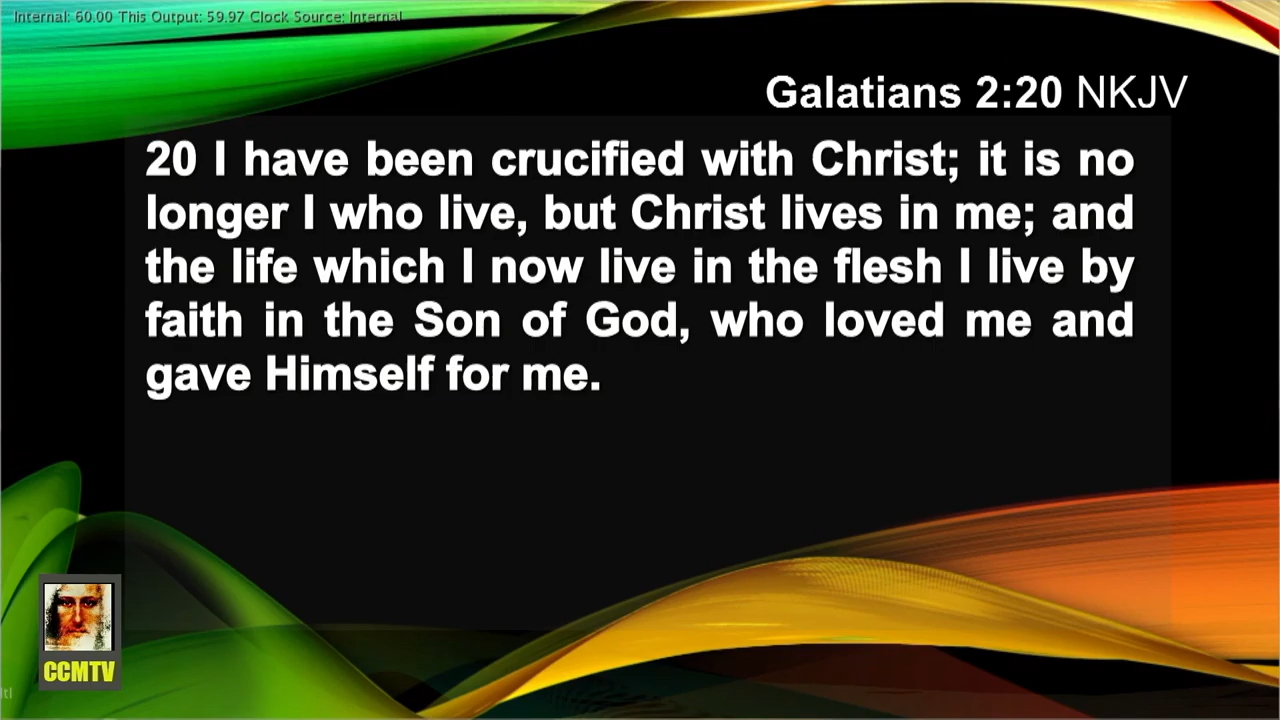 Internal: 60.00 This Output: 59.97 Clock Source: Internal
Galatians 2:20 NKJV
20 I have been crucified with Christ; it is no
longer I who live, but Christ lives in me; and
the life which I now live in the flesh I live by
faith in the Son of God, who loved me and
gave Himself for me.
CCMTV